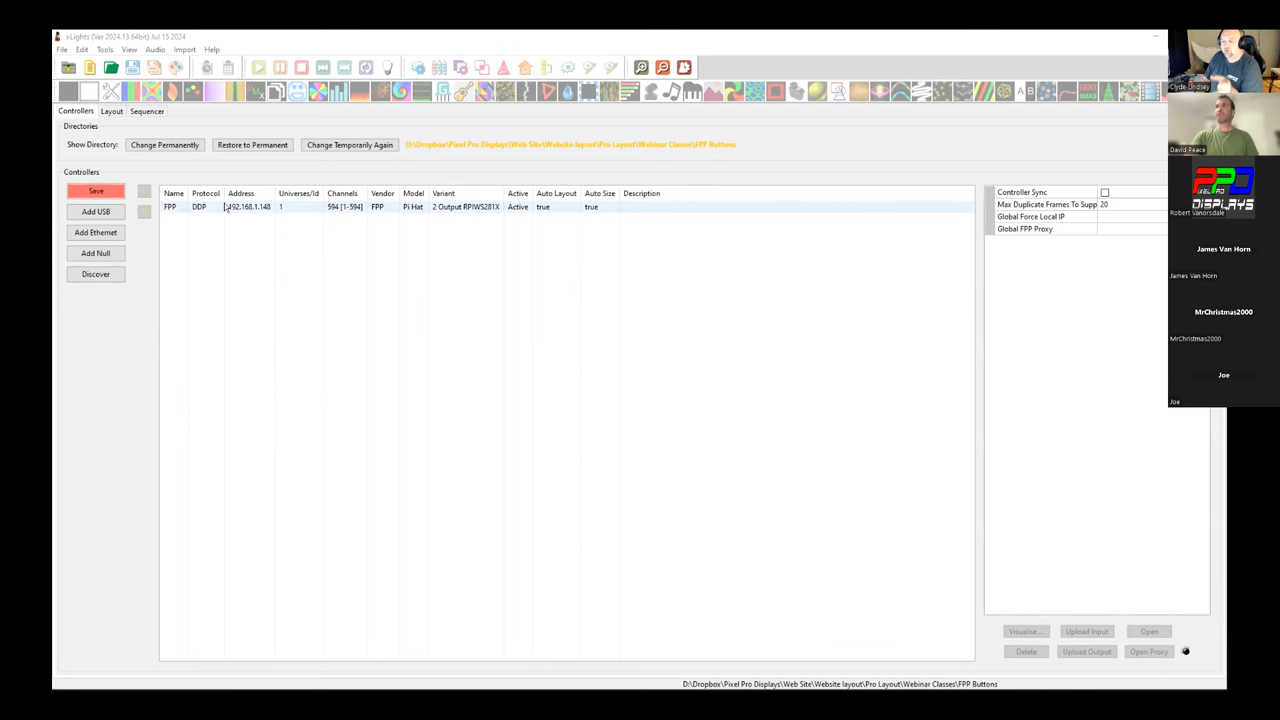 xLights (Ver 2024.13 64bit) Jul 15 2024
File Edit Tools View Audio Import Help
Controllers Layout Sequencer
Directories
Show Directory: Change Permanently Restore to Permanent Change Temporarily Again D:\Dropbox\Pixel Pro Displays\Web Site\Website layout\Pro Layout\Webinar Classes\FPP Buttons
Controllers
Save
Add USB
Add Ethernet
Add Null
Discover
Name Protocol Address Universes/Id Channels Vendor Model Variant Active Auto Layout Auto Size Description
FPP DDP 192.168.1.148 1 594 [1-594] FPP Pi Hat 2 Output RPIWS281X Active true true
Controller Sync
Max Duplicate Frames To Supp 20
Global Force Local IP
Global FPP Proxy
Visualise ... Upload Input Open
Delete Upload Output Open Proxy
D:\Dropbox\Pixel Pro Displays\Web Site\Website layout\Pro Layout\Webinar Classes\FPP Buttons
Clyde Lindsey
David Peace
PPD
PIXEL PRO
DISPLAYS
Robert Vanorsdale
James Van Horn
James Van Horn
MrChristmas2000
MrChristmas2000
Joe
Joe